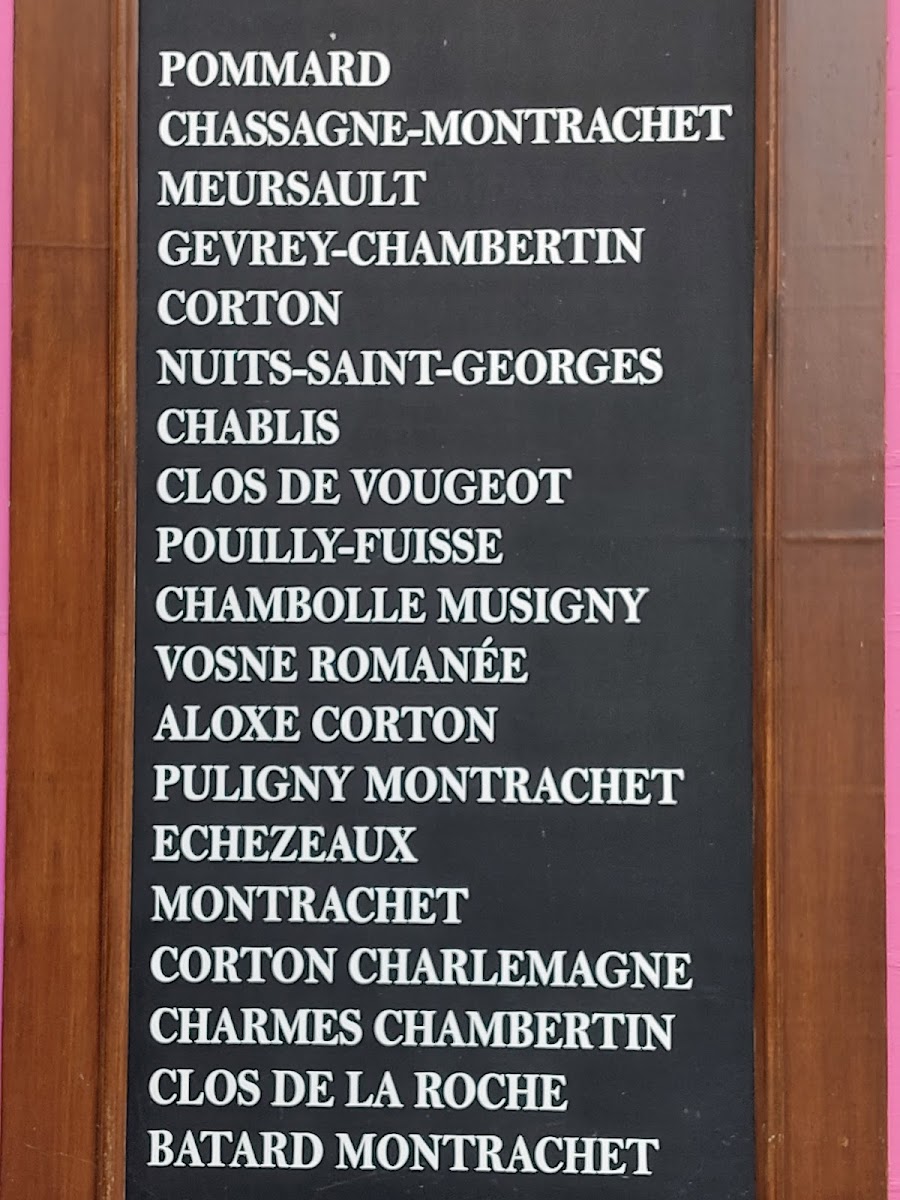 POMMARD
CHASSAGNE-MONTRACHET
MEURSAULT
GEVREY-CHAMBERTIN
CORTON
NUITS-SAINT-GEORGES
CHABLIS
CLOS DE VOUGEOT
POUILLY-FUISSE
CHAMBOLLE MUSIGNY
VOSNE ROMANÉE
ALOXE CORTON
PULIGNY MONTRACHET
ECHEZEAUX
MONTRACHET
CORTON CHARLEMAGNE
CHARMES CHAMBERTIN
CLOS DE LA ROCHE
BATARD MONTRACHET